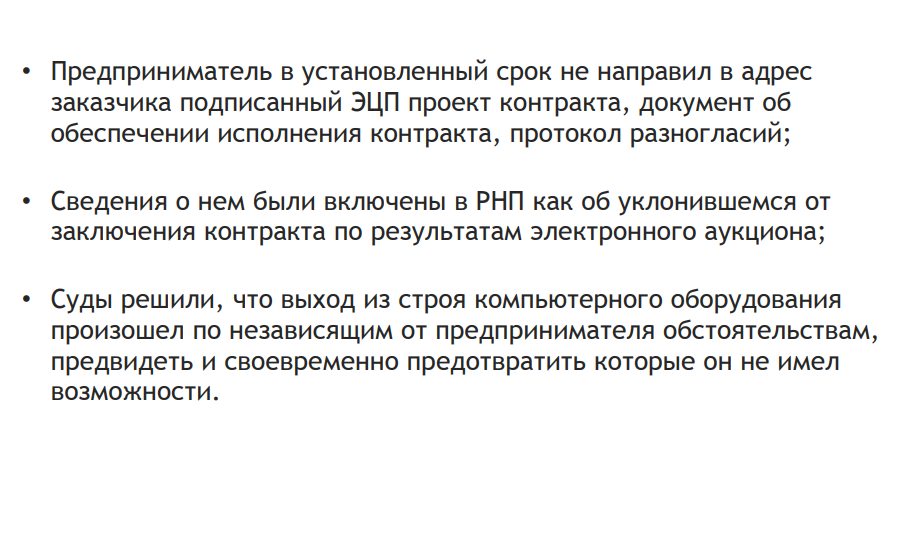 • Предприниматель в установленный срок не направил в адрес
заказчика подписанный ЭЦП проект контракта, документ об
обеспечении исполнения контракта, протокол разногласий;
• Сведения о нем были включены в РНП как об уклонившемся от
заключения контракта по результатам электронного аукциона;
• Суды решили, что выход из строя компьютерного оборудования
произошел по независящим от предпринимателя обстоятельствам,
предвидеть и своевременно предотвратить которые он не имел
возможности.